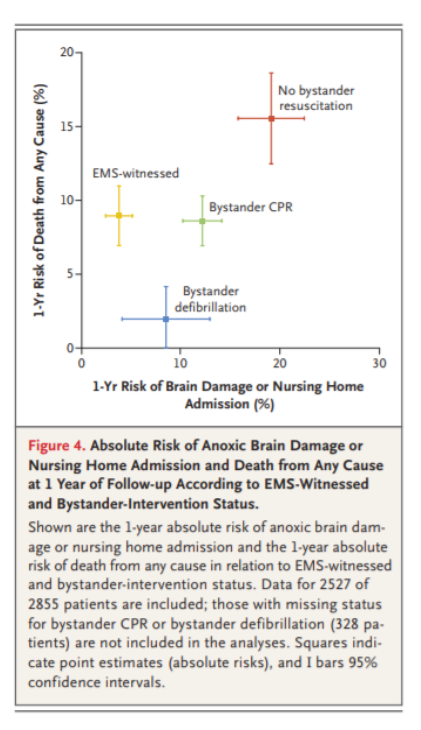 20
No bystander
resuscitation
15
EMS-witnessed
10
Bystander CPR
5
Bystander
defibrillation
0
0 10 20 30
1-Yr Risk of Death from Any Cause (%)
1-Yr Risk of Brain Damage or Nursing Home
Admission (%)
Figure 4. Absolute Risk of Anoxic Brain Damage or
Nursing Home Admission and Death from Any Cause
at 1 Year of Follow-up According to EMS-Witnessed
and Bystander-Intervention Status.
Shown are the 1-year absolute risk of anoxic brain dam-
age or nursing home admission and the 1-year absolute
risk of death from any cause in relation to EMS-witnessed
and bystander-intervention status. Data for 2527 of
2855 patients are included; those with missing status
for bystander CPR or bystander defibrillation (328 pa-
tients) are not included in the analyses. Squares indi-
cate point estimates (absolute risks), and I bars 95%
confidence intervals.